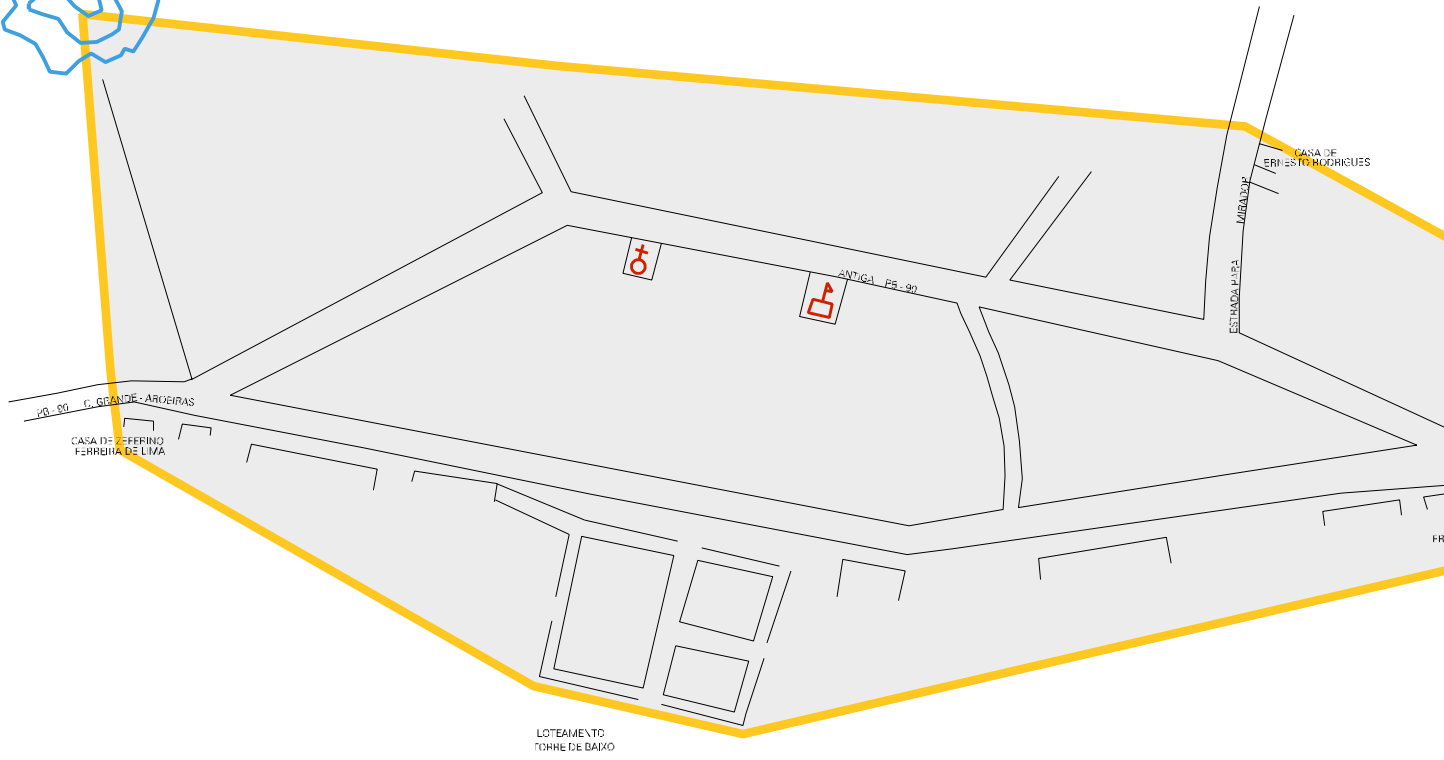 CASA DE
ERNESTO RODRIGUES
MIRADOR
ESTRADA PARA
ANTIGA PB - 90
PB - 90 C. GRANDE - AROEIRAS
CASA DE ZEFERINO
FERREIRA DE LIMA
FR
LOTEAMENTO
TORRE DE BAIXO